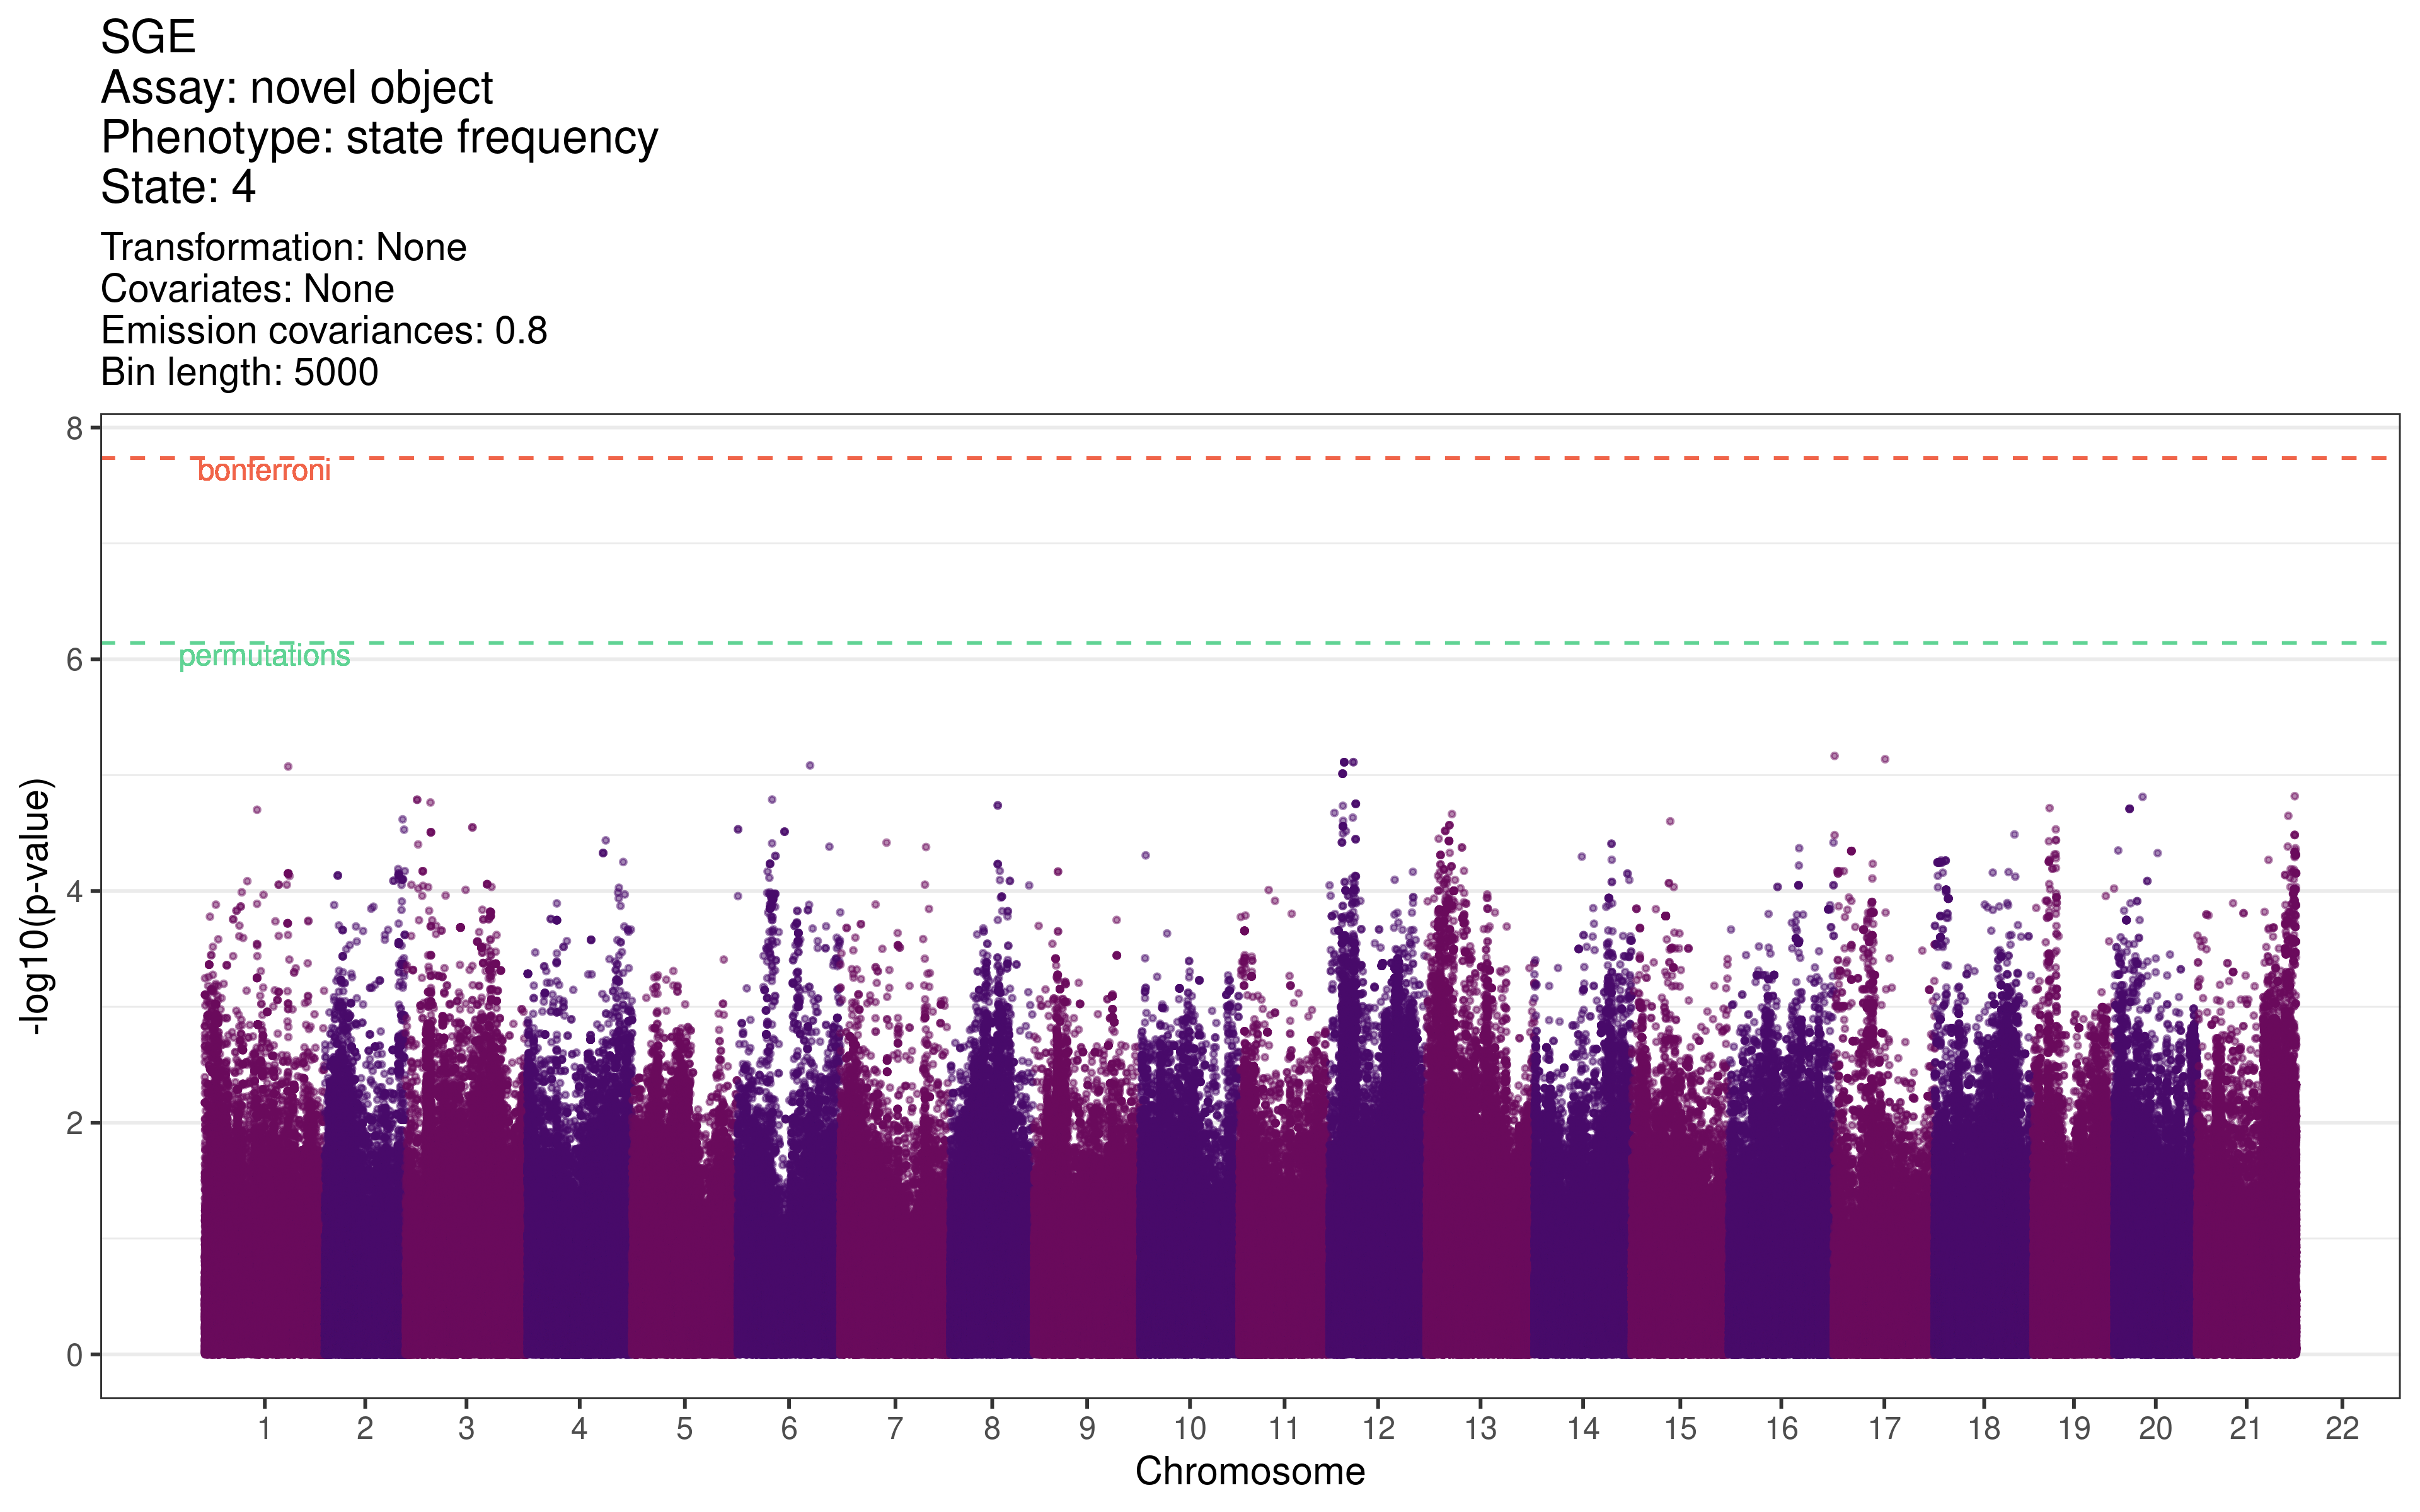 SGE
Assay: novel object
Phenotype: state frequency
State: 4
Transformation: None
Covariates: None
Emission covariances: 0.8
Bin length: 5000
8
bonferroni
6
permutations
4
2
0
-log10(p-value)
1 2 3 4 5 6 7 8 9 10 11 12 13 14 15 16 17 18 19 20 21 22
Chromosome